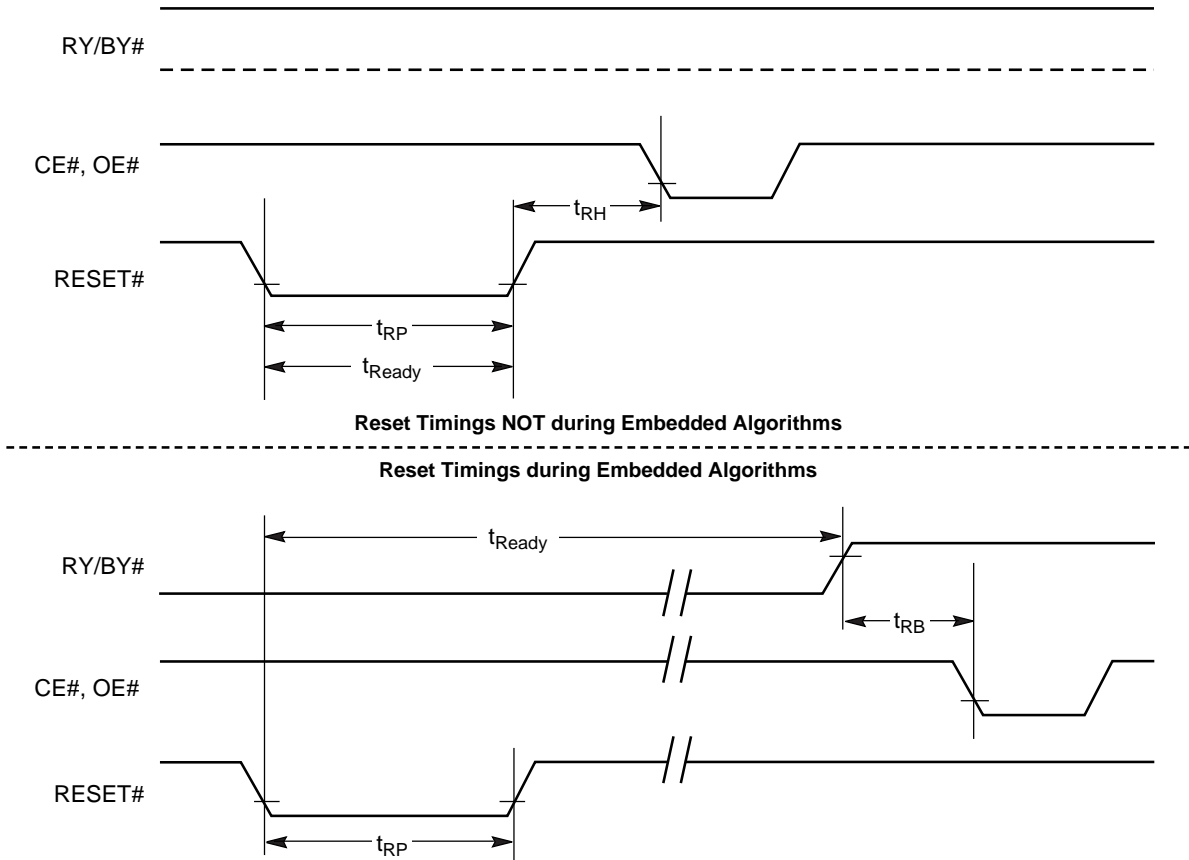 RY/BY#
CE#, OE#
tRH
RESET#
tRP
tReady
Reset Timings NOT during Embedded Algorithms
Reset Timings during Embedded Algorithms
tReady
RY/BY#
tRB
CE#, OE#
RESET#
tRP